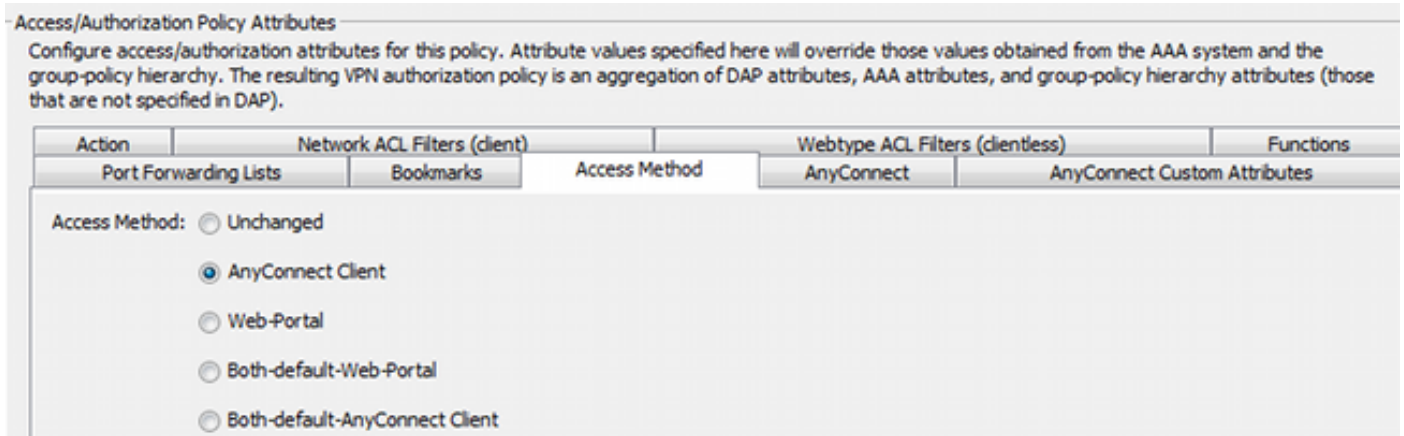 Access/Authorization Policy Attributes
Configure access/authorization attributes for this policy. Attribute values specified here will override those values obtained from the AAA system and the
group-policy hierarchy. The resulting VPN authorization policy is an aggregation of DAP attributes, AAA attributes, and group-policy hierarchy attributes (those
that are not specified in DAP).
Action Network ACL Filters (client) Webtype ACL Filters (clientless) Functions
Port Forwarding Lists Bookmarks Access Method AnyConnect AnyConnect Custom Attributes
Access Method: Unchanged
AnyConnect Client
Web-Portal
Both-default-Web-Portal
Both-default-AnyConnect Client